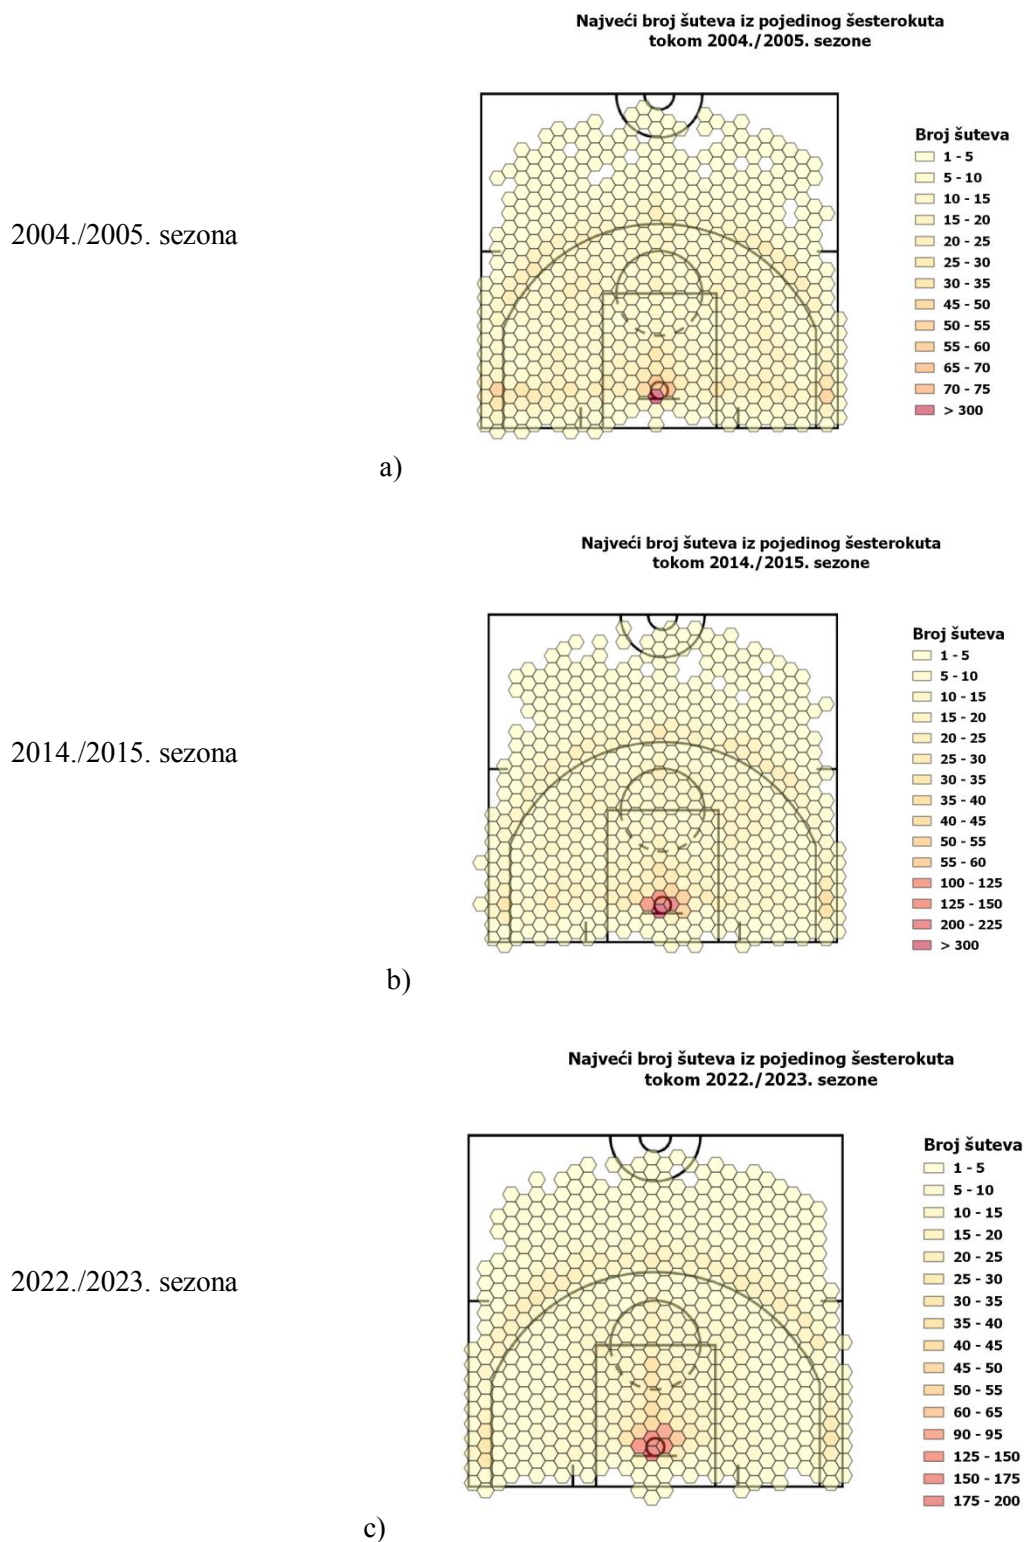 Najveći broj šuteva iz pojedinog šesterokuta
tokom 2004./2005. sezone
2004./2005. sezona
Broj šuteva
1 - 5
5 - 10
10 - 15
15 - 20
20 - 25
25 - 30
30 - 35
45 - 50
50 - 55
55 - 60
65 - 70
70 - 75
> 300
a)
Najveći broj šuteva iz pojedinog šesterokuta
tokom 2014./2015. sezone
2014./2015. sezona
Broj šuteva
1 - 5
5 - 10
10 - 15
15 - 20
20 - 25
25 - 30
30 - 35
35 - 40
40 - 45
50 - 55
55 - 60
100 - 125
125 - 150
200 - 225
> 300
b)
Najveći broj šuteva iz pojedinog šesterokuta
tokom 2022./2023. sezone
2022./2023. sezona
Broj šuteva
1 - 5
5 - 10
10 - 15
15 - 20
20 - 25
25 - 30
30 - 35
35 - 40
40 - 45
45 - 50
50 - 55
60 - 65
90 - 95
125 - 150
150 - 175
175 - 200
c)